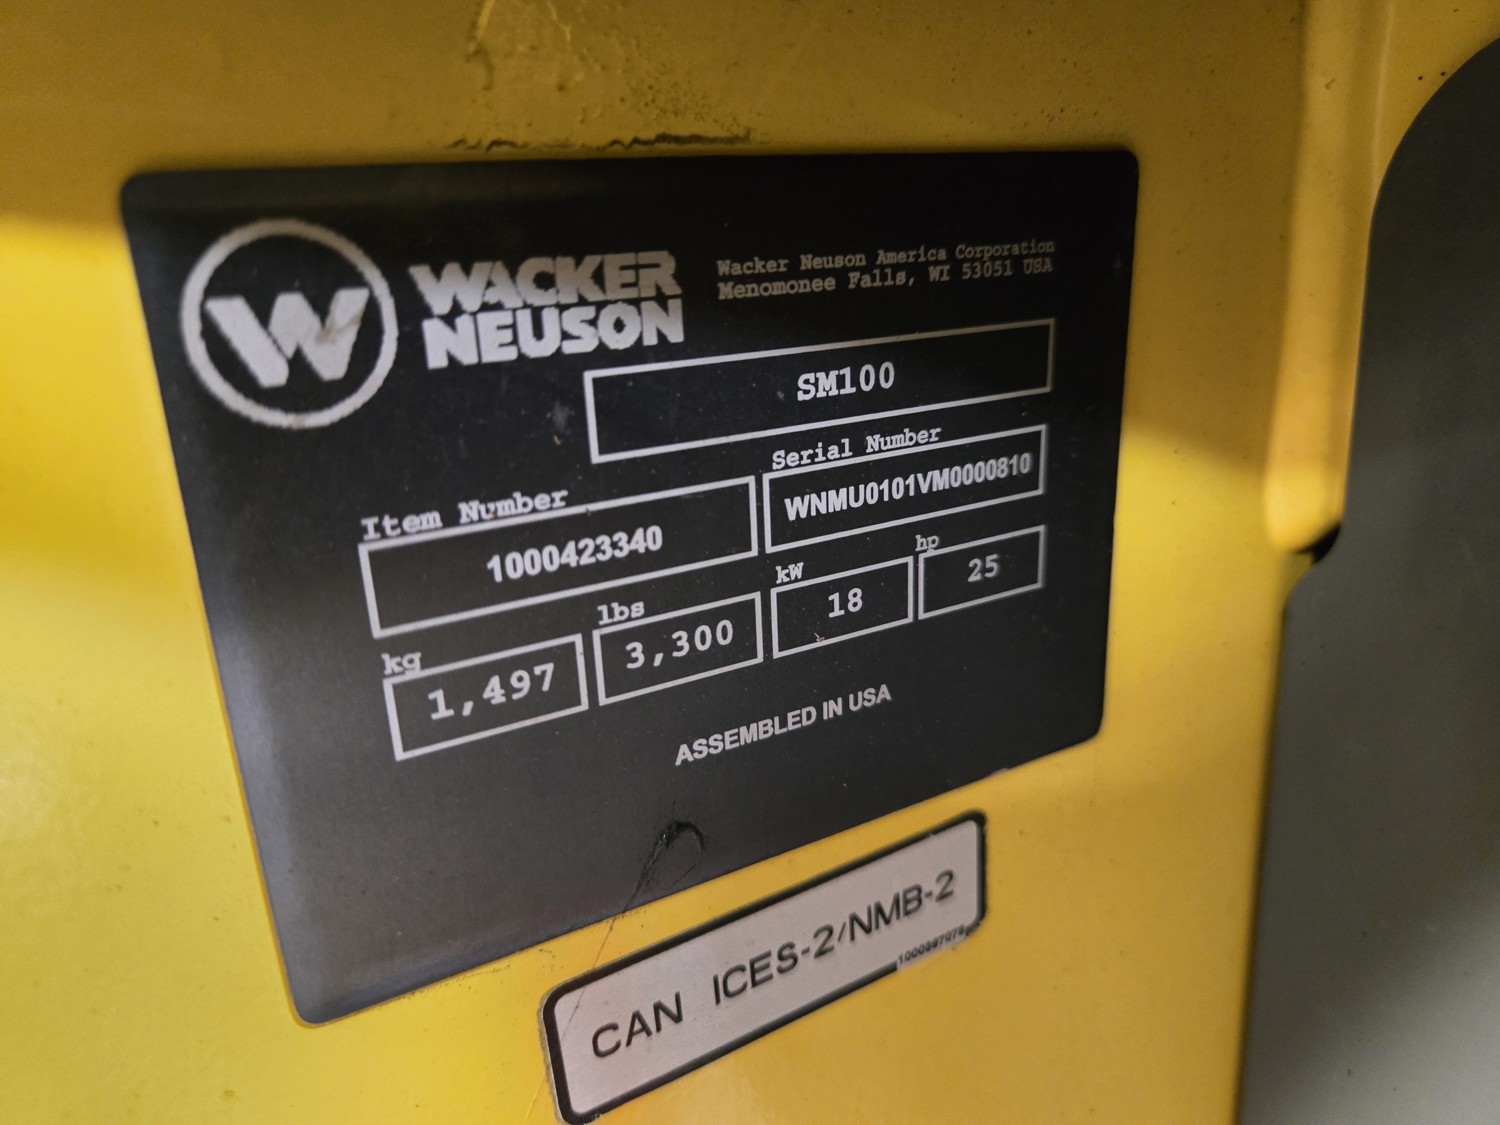 W
WACKER
NEUSON
Wacker Neuson America Corporation
Menomonee Falls, WI 53051 USA
SM100
Item Number
Serial Number
1000423340
WNMU0101VM0000810
kg
lbs
kW
hp
1,497
3,300
18
25
ASSEMBLED IN USA
CAN ICES-2/NMB-2